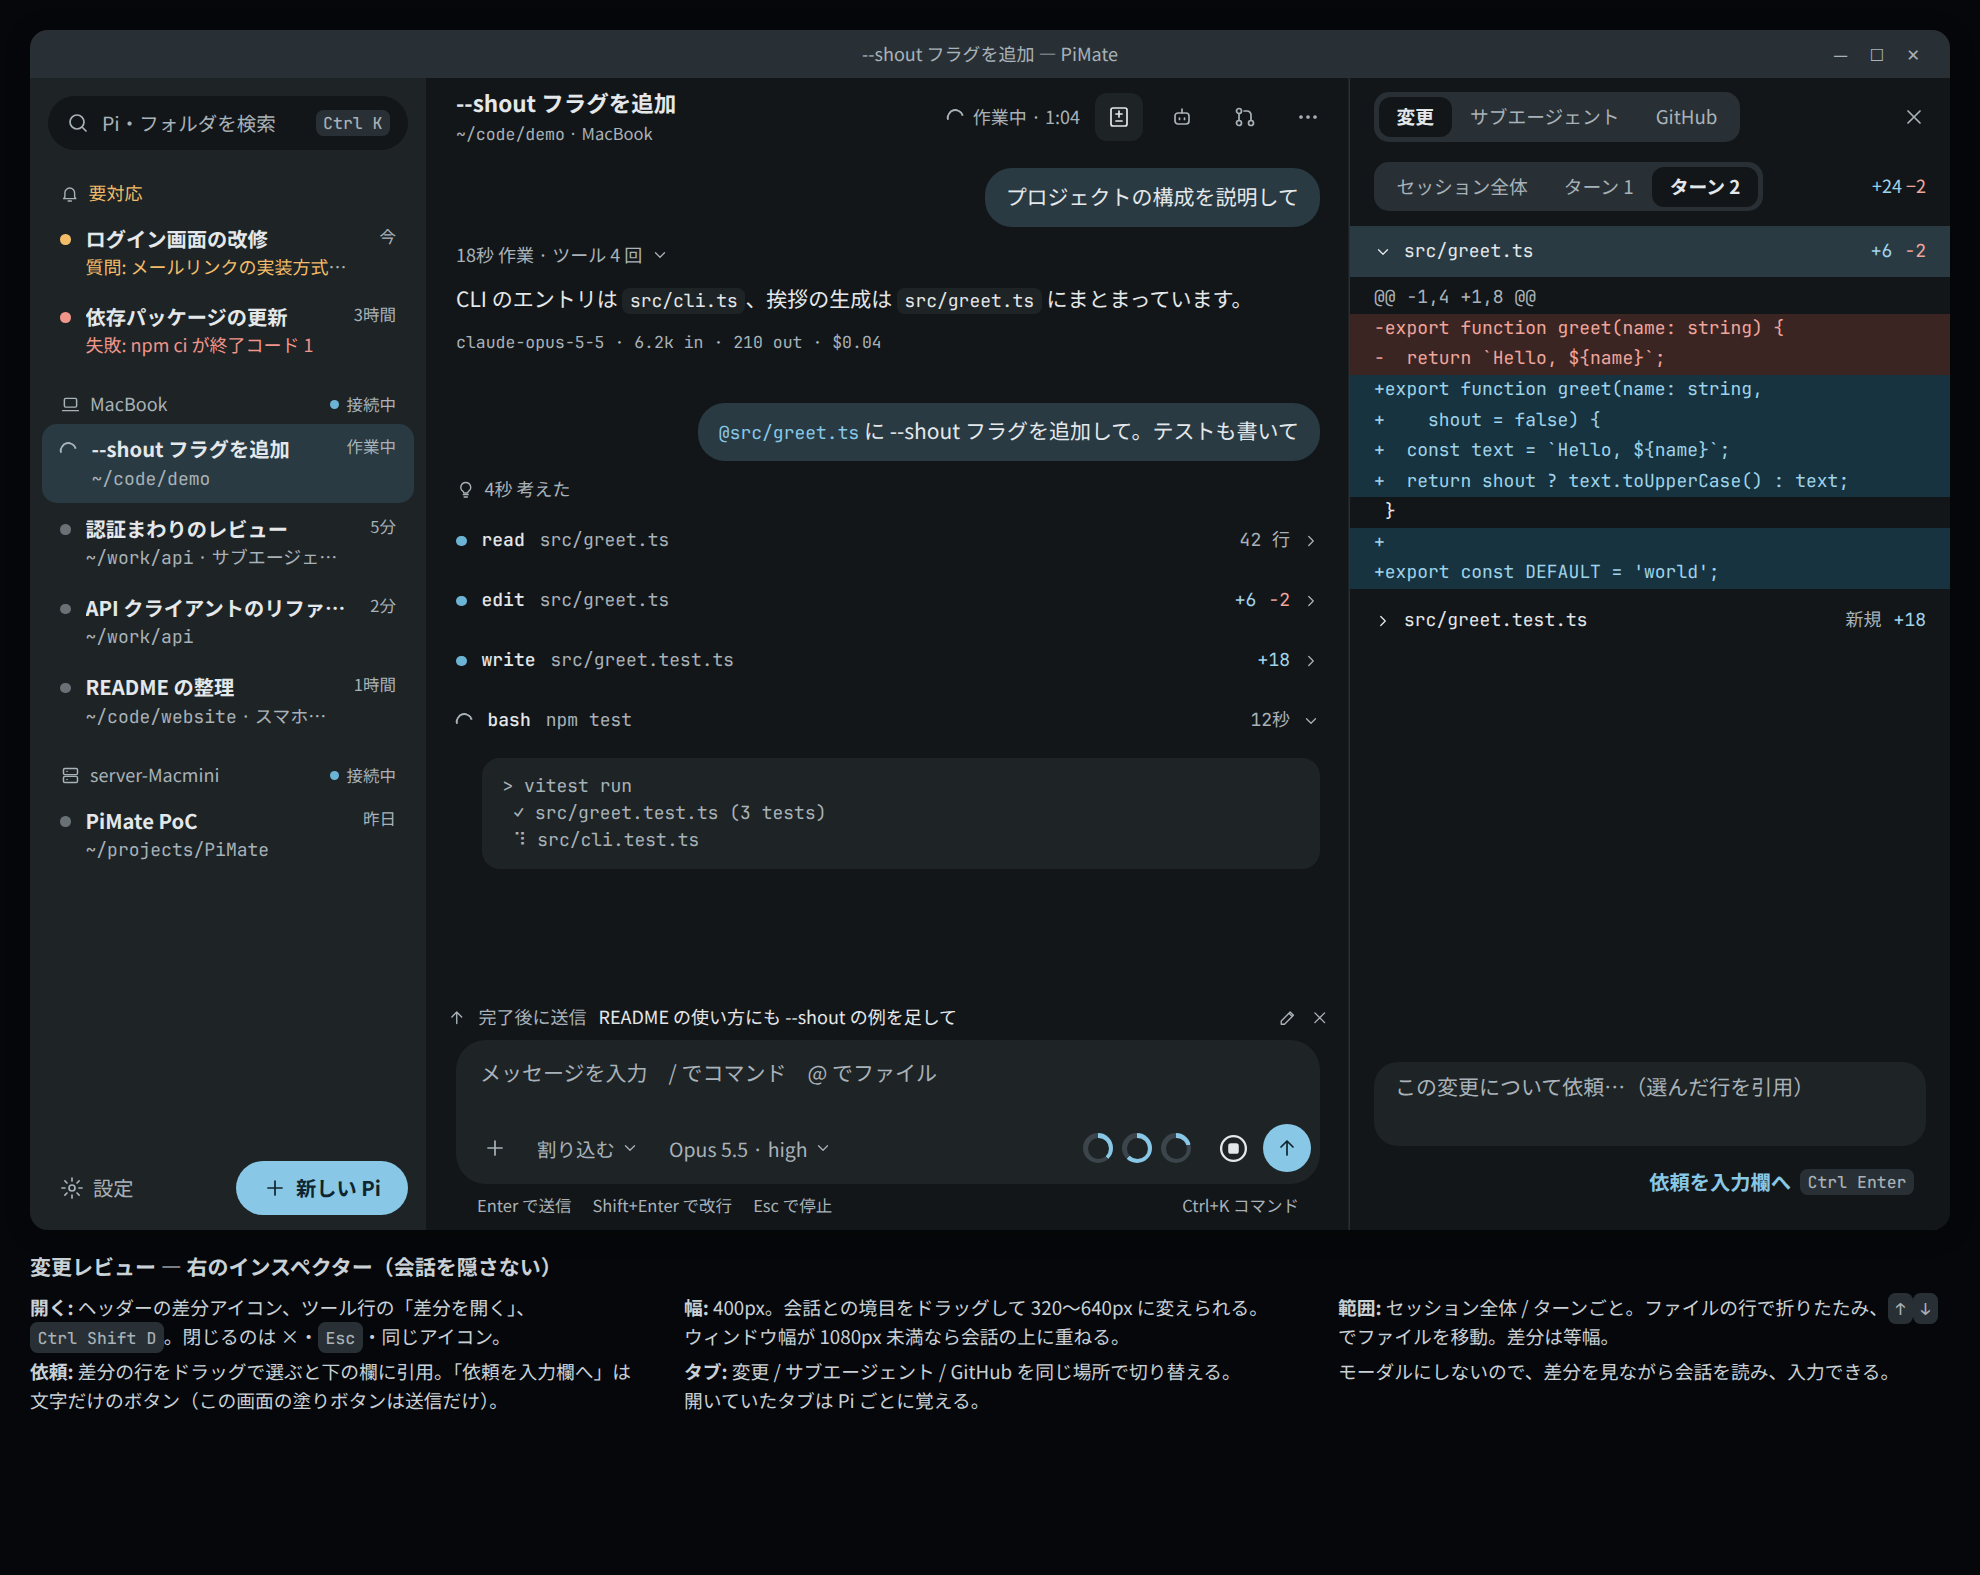 --shout フラグを追加 — PiMate
Pi・フォルダを検索 Ctrl K
要対応
ログイン画面の改修 今
質問: メールリンクの実装方式…
依存パッケージの更新 3時間
失敗: npm ci が終了コード 1
MacBook 接続中
--shout フラグを追加 作業中
~/code/demo
認証まわりのレビュー 5分
~/work/api · サブエージェ…
API クライアントのリファ… 2分
~/work/api
README の整理 1時間
~/code/website · スマホ…
server-Macmini 接続中
PiMate PoC 昨日
~/projects/PiMate
設定
+ 新しい Pi
--shout フラグを追加
~/code/demo · MacBook
作業中 · 1:04
プロジェクトの構成を説明して
18秒 作業 · ツール 4 回
CLI のエントリは src/cli.ts、挨拶の生成は src/greet.ts にまとまっています。
claude-opus-5-5 · 6.2k in · 210 out · $0.04
@src/greet.ts に --shout フラグを追加して。テストも書いて
4秒 考えた
read src/greet.ts 42 行
edit src/greet.ts +6 -2
write src/greet.test.ts +18
bash npm test 12秒
> vitest run
✓ src/greet.test.ts (3 tests)
⠹ src/cli.test.ts
↑ 完了後に送信 README の使い方にも --shout の例を足して
メッセージを入力 / でコマンド @ でファイル
割り込む
Opus 5.5 · high
Enter で送信 Shift+Enter で改行 Esc で停止 Ctrl+K コマンド
変更 サブエージェント GitHub
セッション全体 ターン 1 ターン 2 +24 −2
src/greet.ts +6 -2
@@ -1,4 +1,8 @@
-export function greet(name: string) {
-  return `Hello, ${name}`;
+export function greet(name: string,
+    shout = false) {
+  const text = `Hello, ${name}`;
+  return shout ? text.toUpperCase() : text;
}
+
+export const DEFAULT = 'world';
src/greet.test.ts 新規 +18
この変更について依頼…（選んだ行を引用）
依頼を入力欄へ Ctrl Enter
変更レビュー — 右のインスペクター（会話を隠さない）
開く: ヘッダーの差分アイコン、ツール行の「差分を開く」、
Ctrl Shift D。閉じるのは ×・Esc・同じアイコン。
依頼: 差分の行をドラッグで選ぶと下の欄に引用。「依頼を入力欄へ」は
文字だけのボタン（この画面の塗りボタンは送信だけ）。
幅: 400px。会話との境目をドラッグして 320〜640px に変えられる。
ウィンドウ幅が 1080px 未満なら会話の上に重ねる。
タブ: 変更 / サブエージェント / GitHub を同じ場所で切り替える。
開いていたタブは Pi ごとに覚える。
範囲: セッション全体 / ターンごと。ファイルの行で折りたたみ、↑ ↓
でファイルを移動。差分は等幅。
モーダルにしないので、差分を見ながら会話を読み、入力できる。